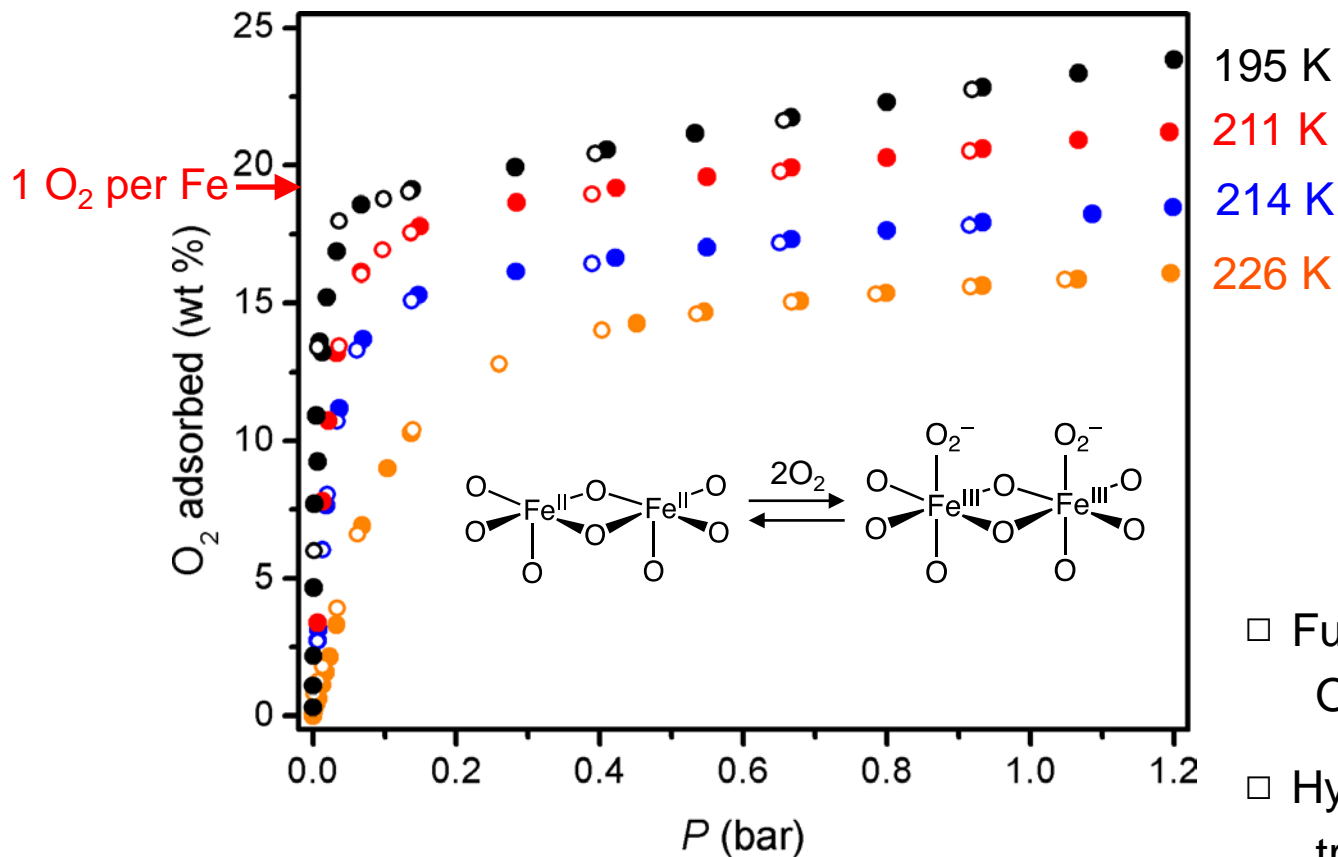 25
20
15
10
5
0
O₂ adsorbed (wt %)
1 O₂ per Fe
195 K
211 K
214 K
226 K
0.0 0.2 0.4 0.6 0.8 1.0 1.2
P (bar)
O O O
Feᴵᴵ Feᴵᴵ
O O O
O O
2O₂
O₂⁻ O₂⁻
O O O
Feᴵᴵᴵ Feᴵᴵᴵ
O O O
O O
□ Fu
□ Hy